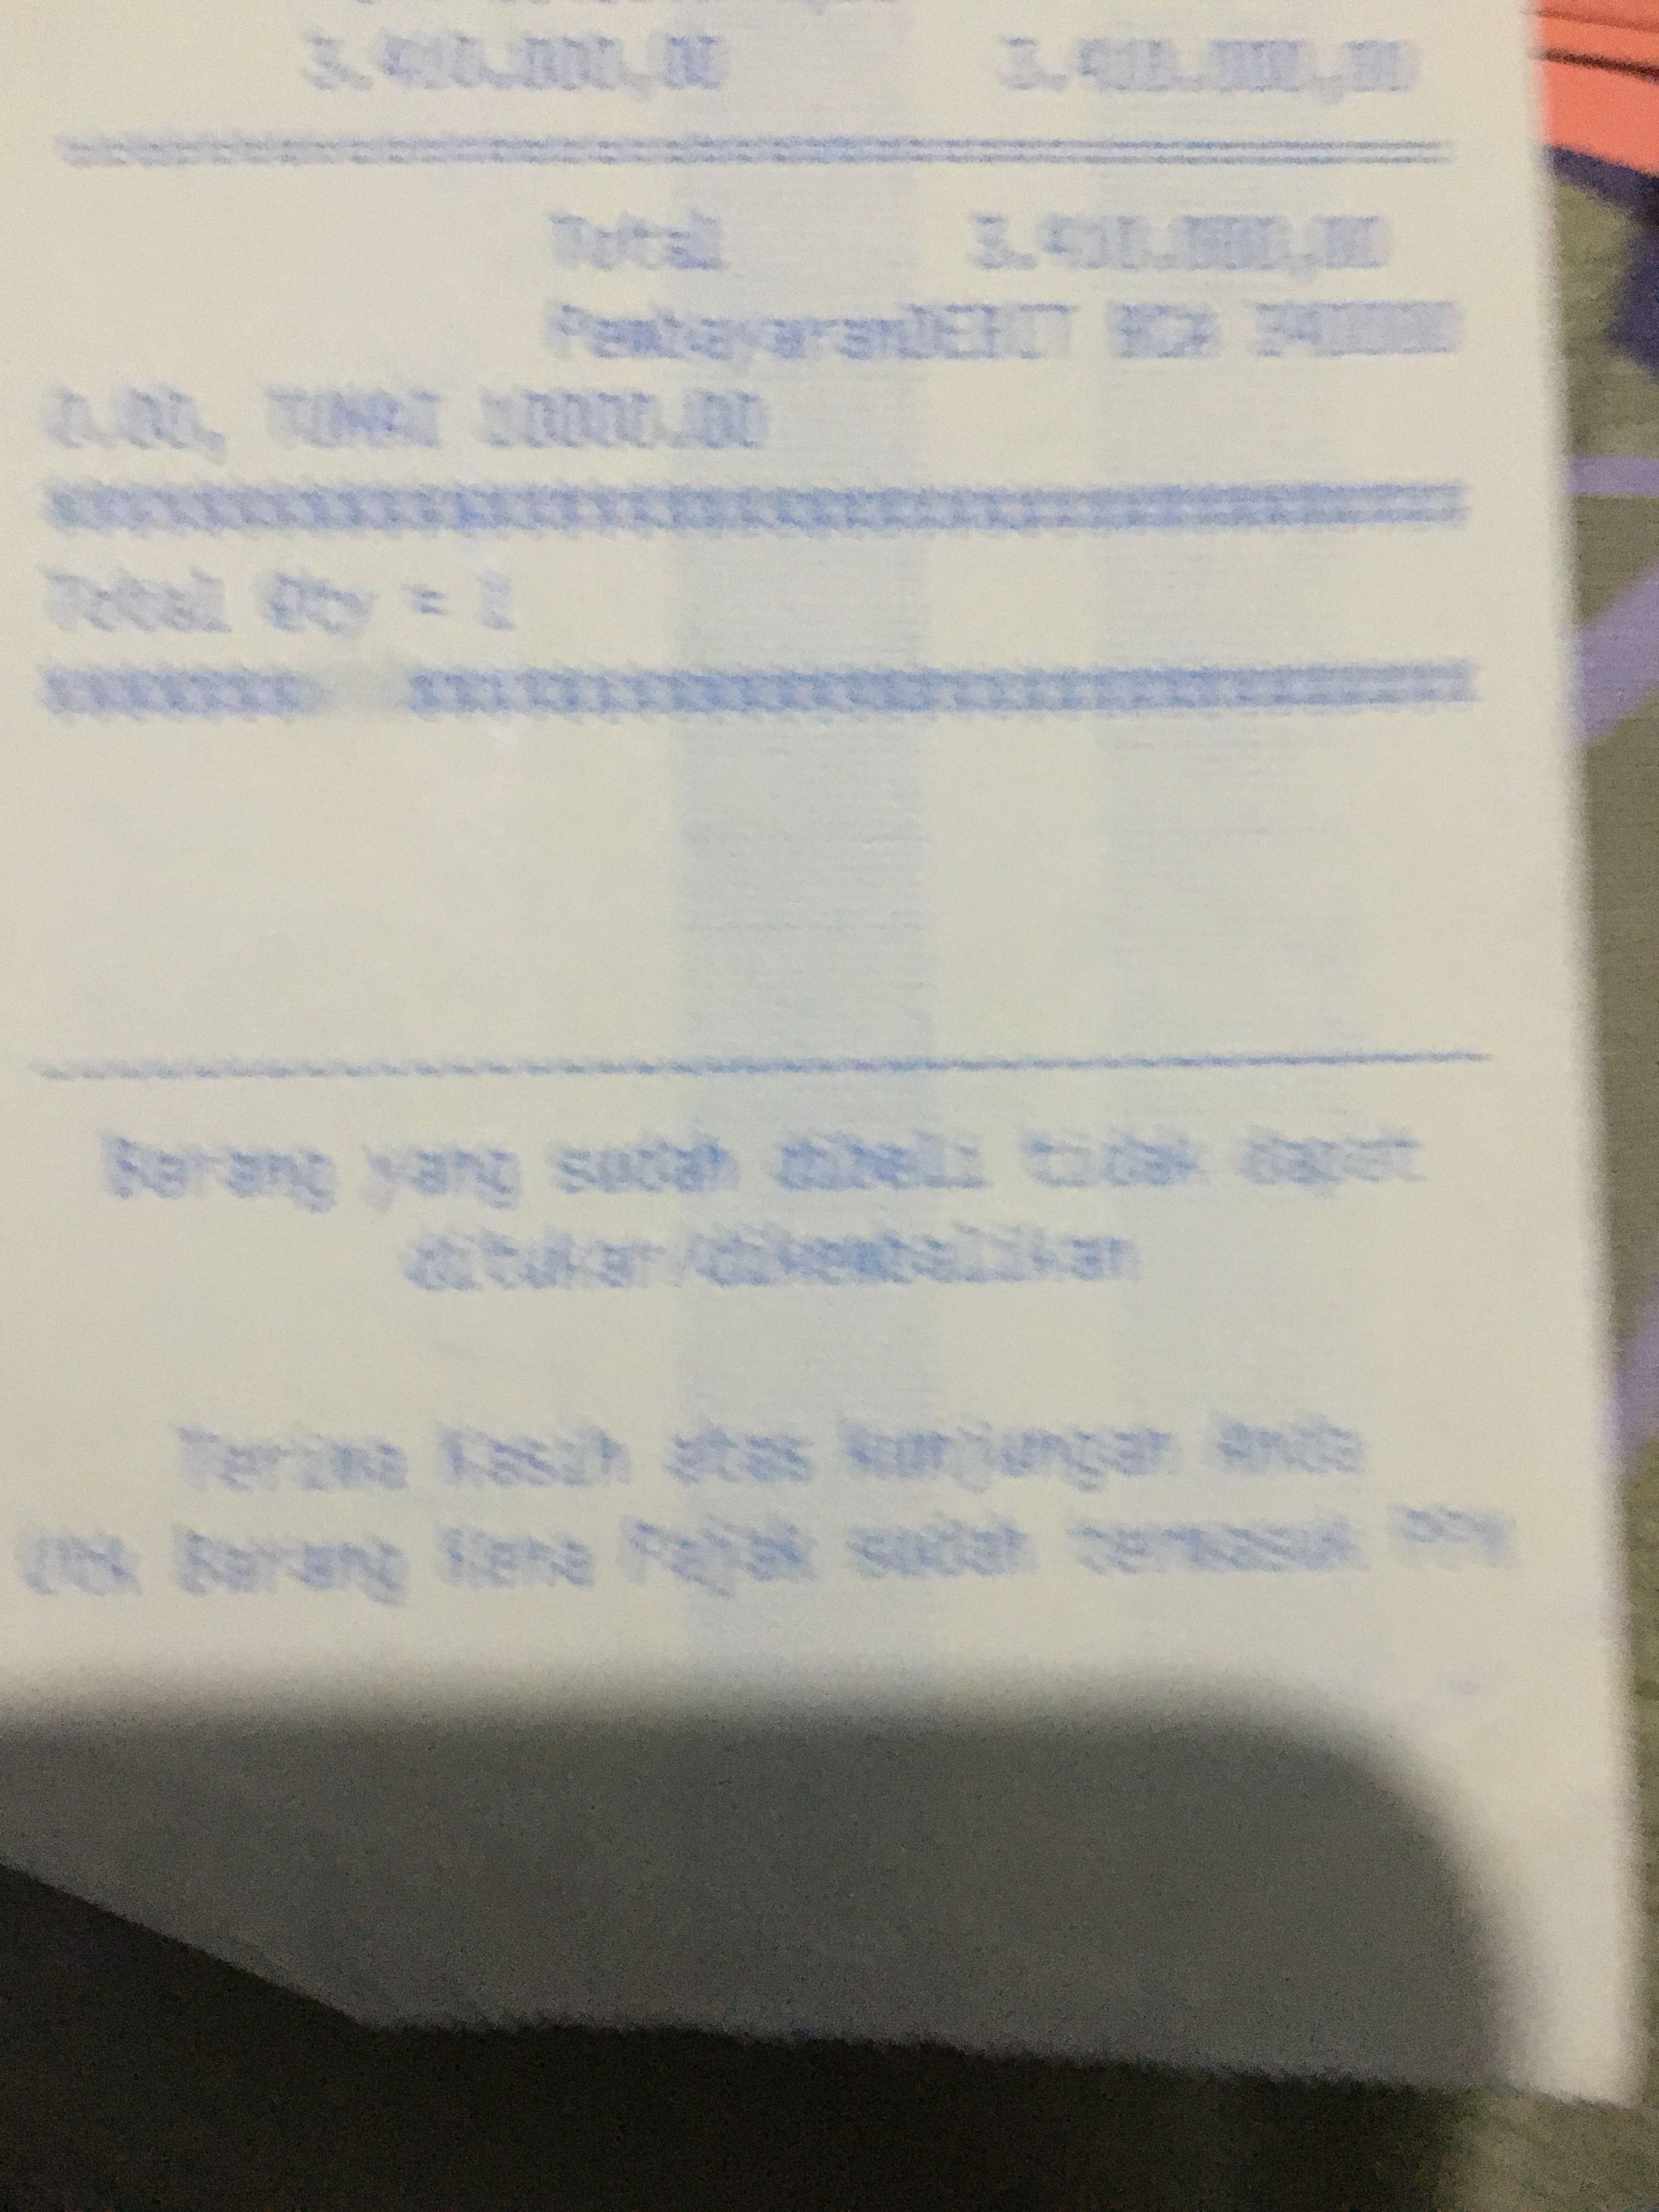 3.410.000,00 3.410.000,00
Total 3.410.000,00
PembayaranDEBIT BCA 340000
0.00, TUNAI 10000.00
Total Qty = 1
Barang yang sudah dibeli tidak dapat
ditukar/dikembalikan
Terima Kasih atas kunjungan Anda
Utk Barang Kena Pajak sudah termasuk PPN